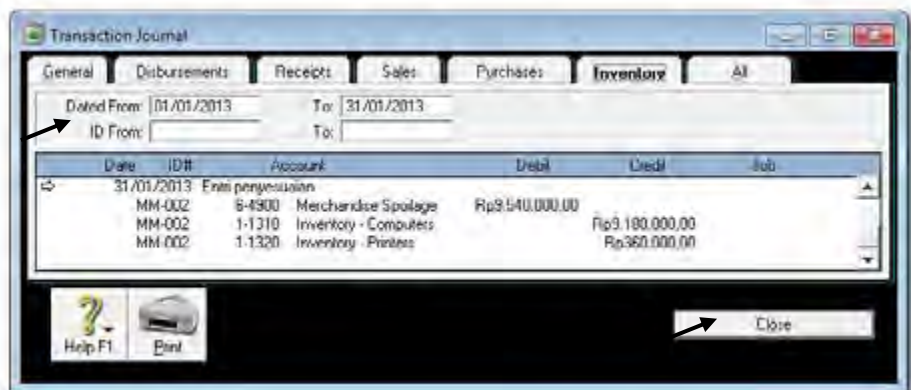 Transaction Journal
General Disbursements Receipts Sales Purchases Inventory All
Dated From: 01/01/2013 To: 31/01/2013
ID From: To:
Date ID# Account Debit Credit Job
31/01/2013 Entri penyesuaian
MM-002 6-4900 Merchandise Spoilage Rp9.540.000,00
MM-002 1-1310 Inventory - Computers Rp9.180.000,00
MM-002 1-1320 Inventory - Printers Rp360.000,00
Help F1 Print Close